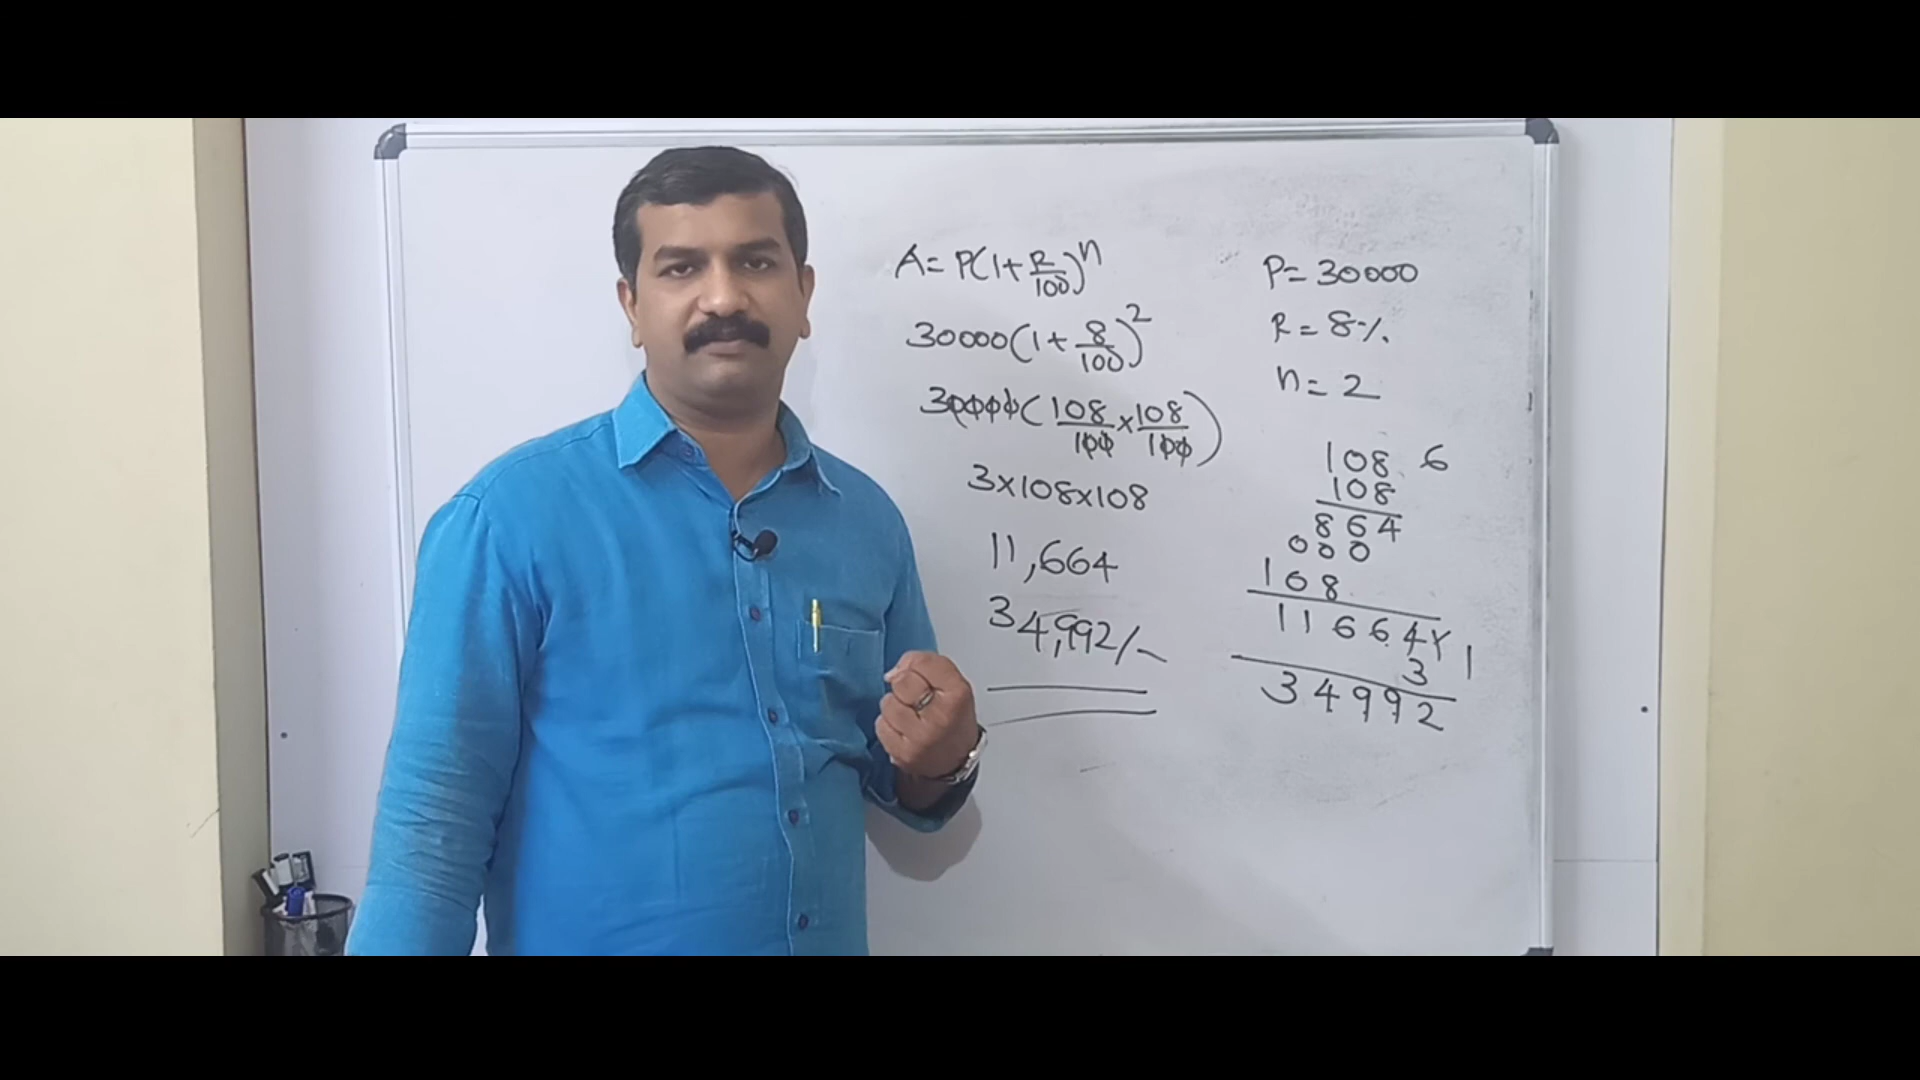 A = P(1 + R/100)^n
30000(1 + 8/100)^2
30000(108/100 × 108/100)
3×108×108
11,664
34,992/-
P = 30000
R = 8%
n = 2
108 6
108
864
000
108
11664×
3 1
34992